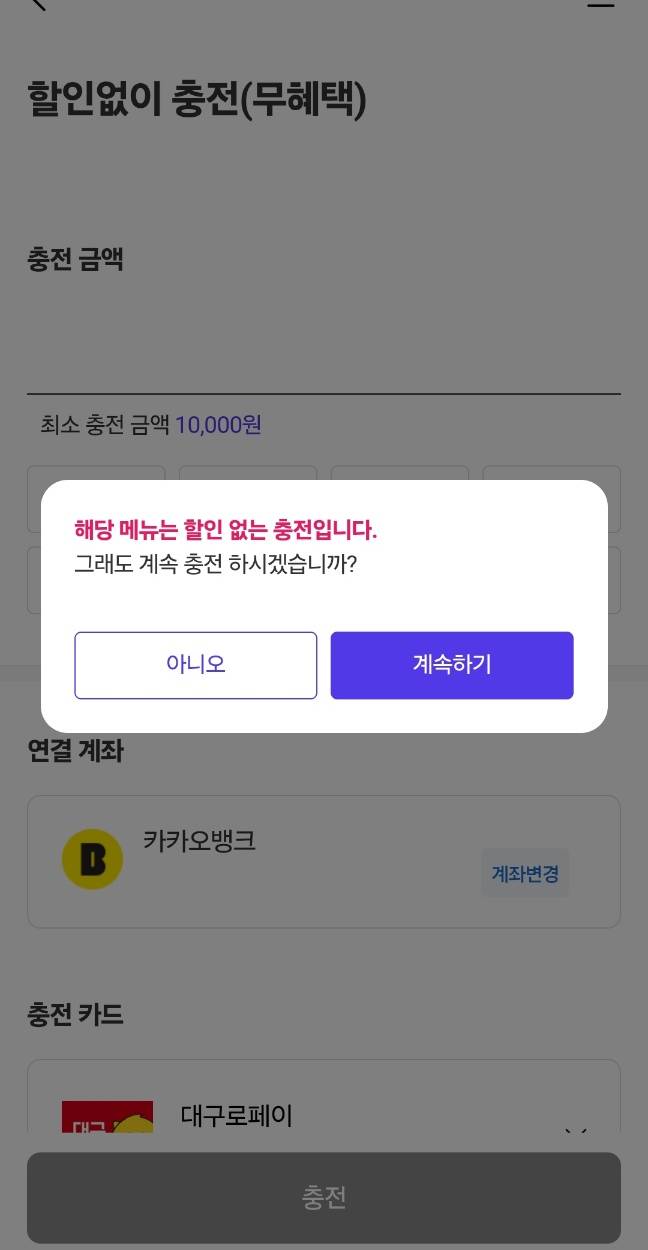 할인없이 충전(무혜택)
충전 금액
최소 충전 금액 10,000원
해당 메뉴는 할인 없는 충전입니다.
그래도 계속 충전 하시겠습니까?
아니오 계속하기
연결 계좌
카카오뱅크
계좌변경
충전 카드
대구로페이
충전